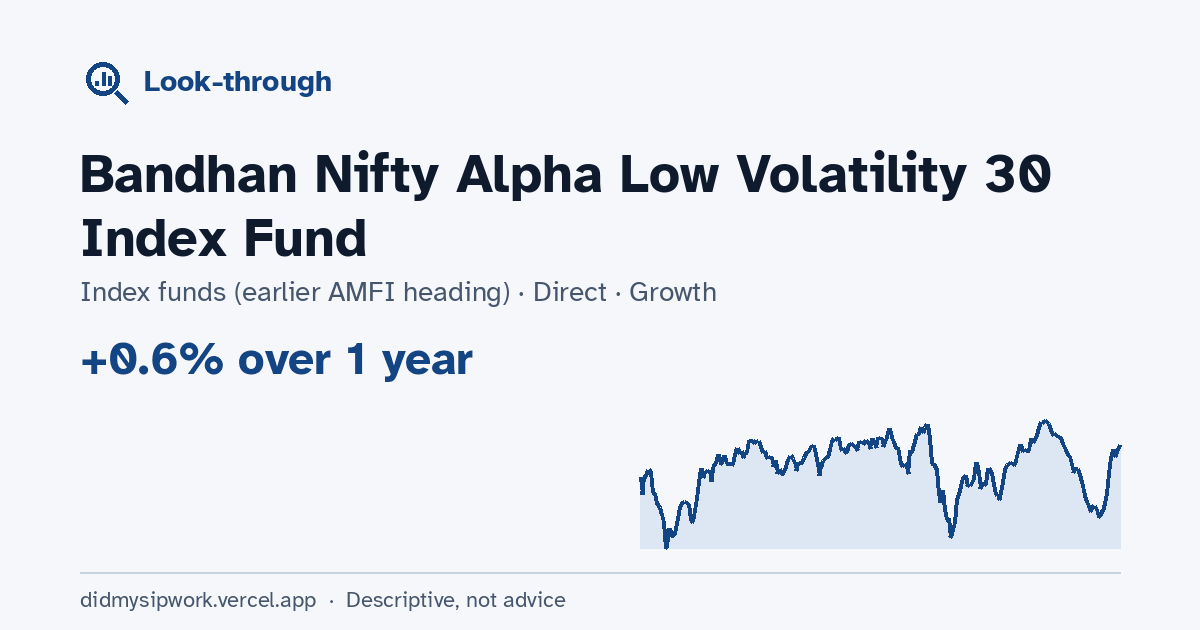 Look-through
Bandhan Nifty Alpha Low Volatility 30
Index Fund
Index funds (earlier AMFI heading) · Direct · Growth
+0.6% over 1 year
didmysipwork.vercel.app · Descriptive, not advice